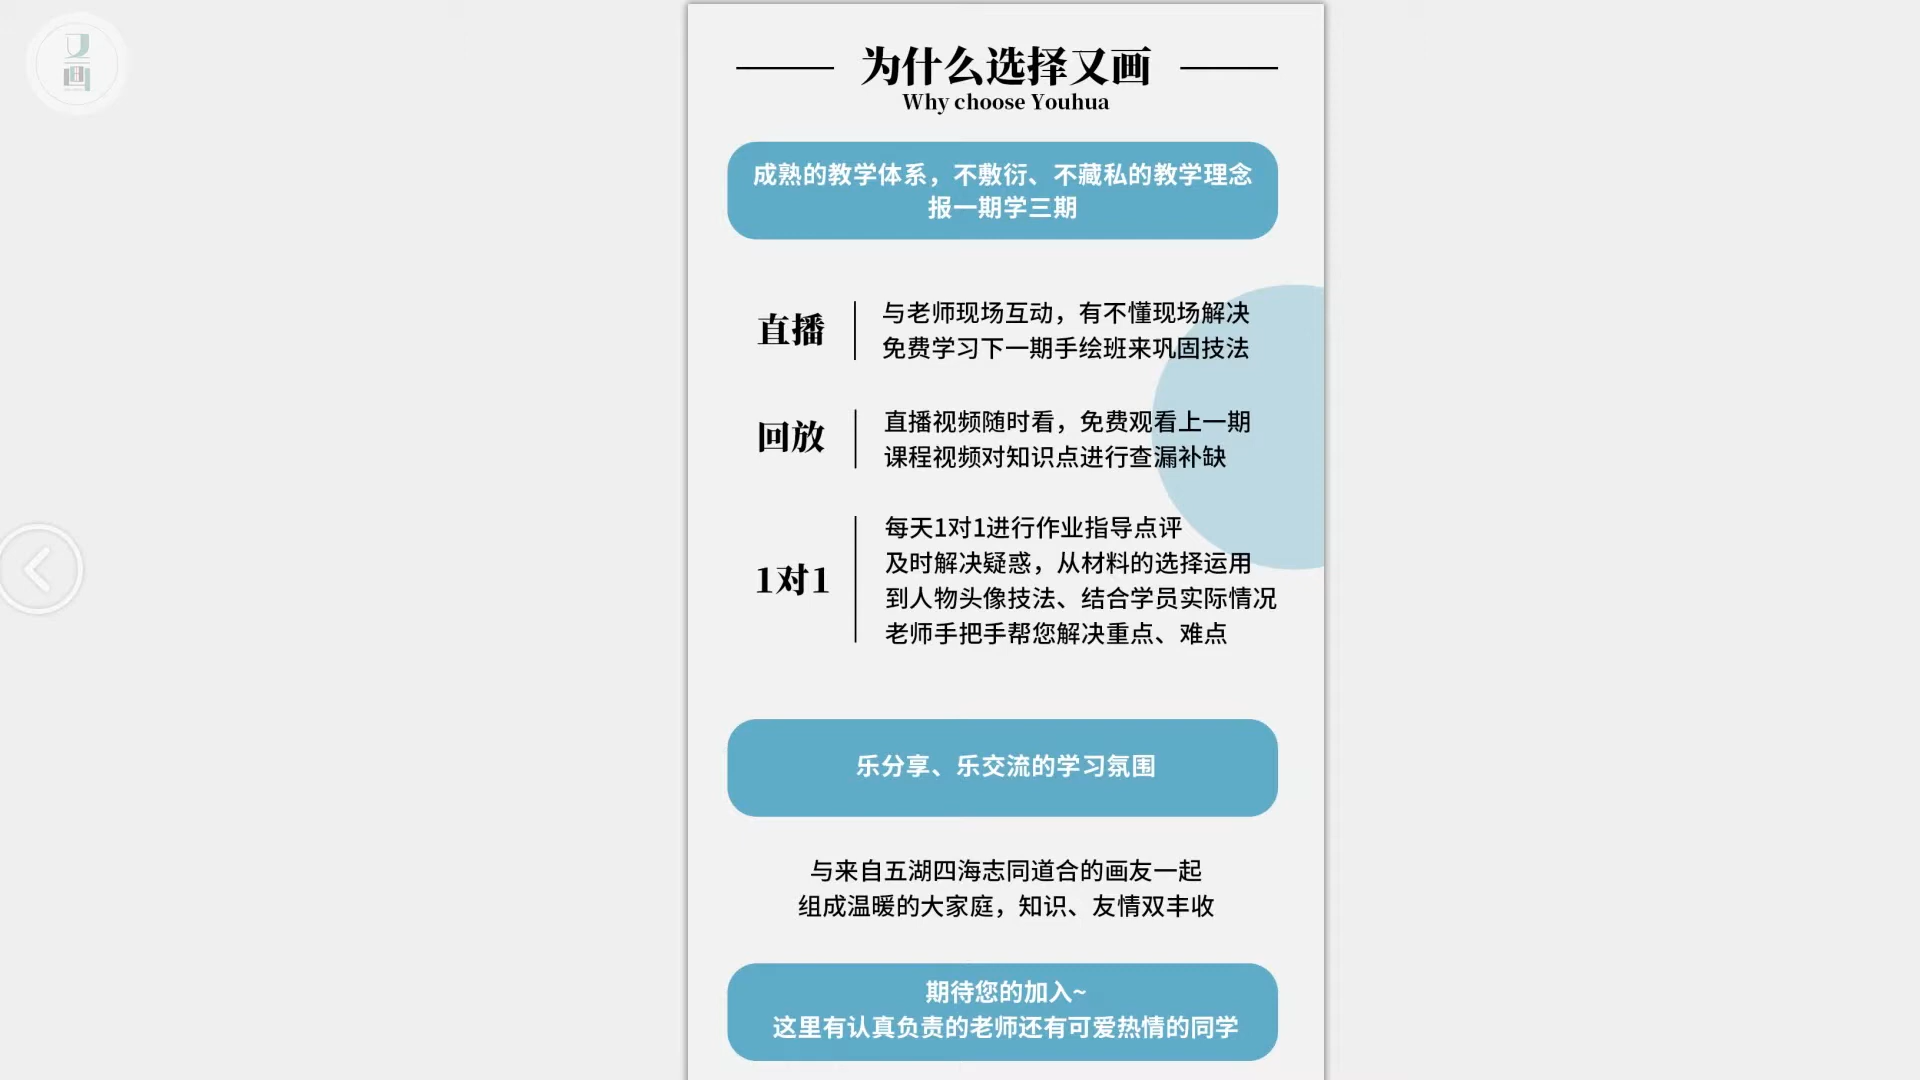 又画
为什么选择又画
Why choose Youhua
成熟的教学体系，不敷衍、不藏私的教学理念
报一期学三期
直播
与老师现场互动，有不懂现场解决
免费学习下一期手绘班来巩固技法
回放
直播视频随时看，免费观看上一期
课程视频对知识点进行查漏补缺
1对1
每天1对1进行作业指导点评
及时解决疑惑，从材料的选择运用
到人物头像技法、结合学员实际情况
老师手把手帮您解决重点、难点
乐分享、乐交流的学习氛围
与来自五湖四海志同道合的画友一起
组成温暖的大家庭，知识、友情双丰收
期待您的加入~
这里有认真负责的老师还有可爱热情的同学